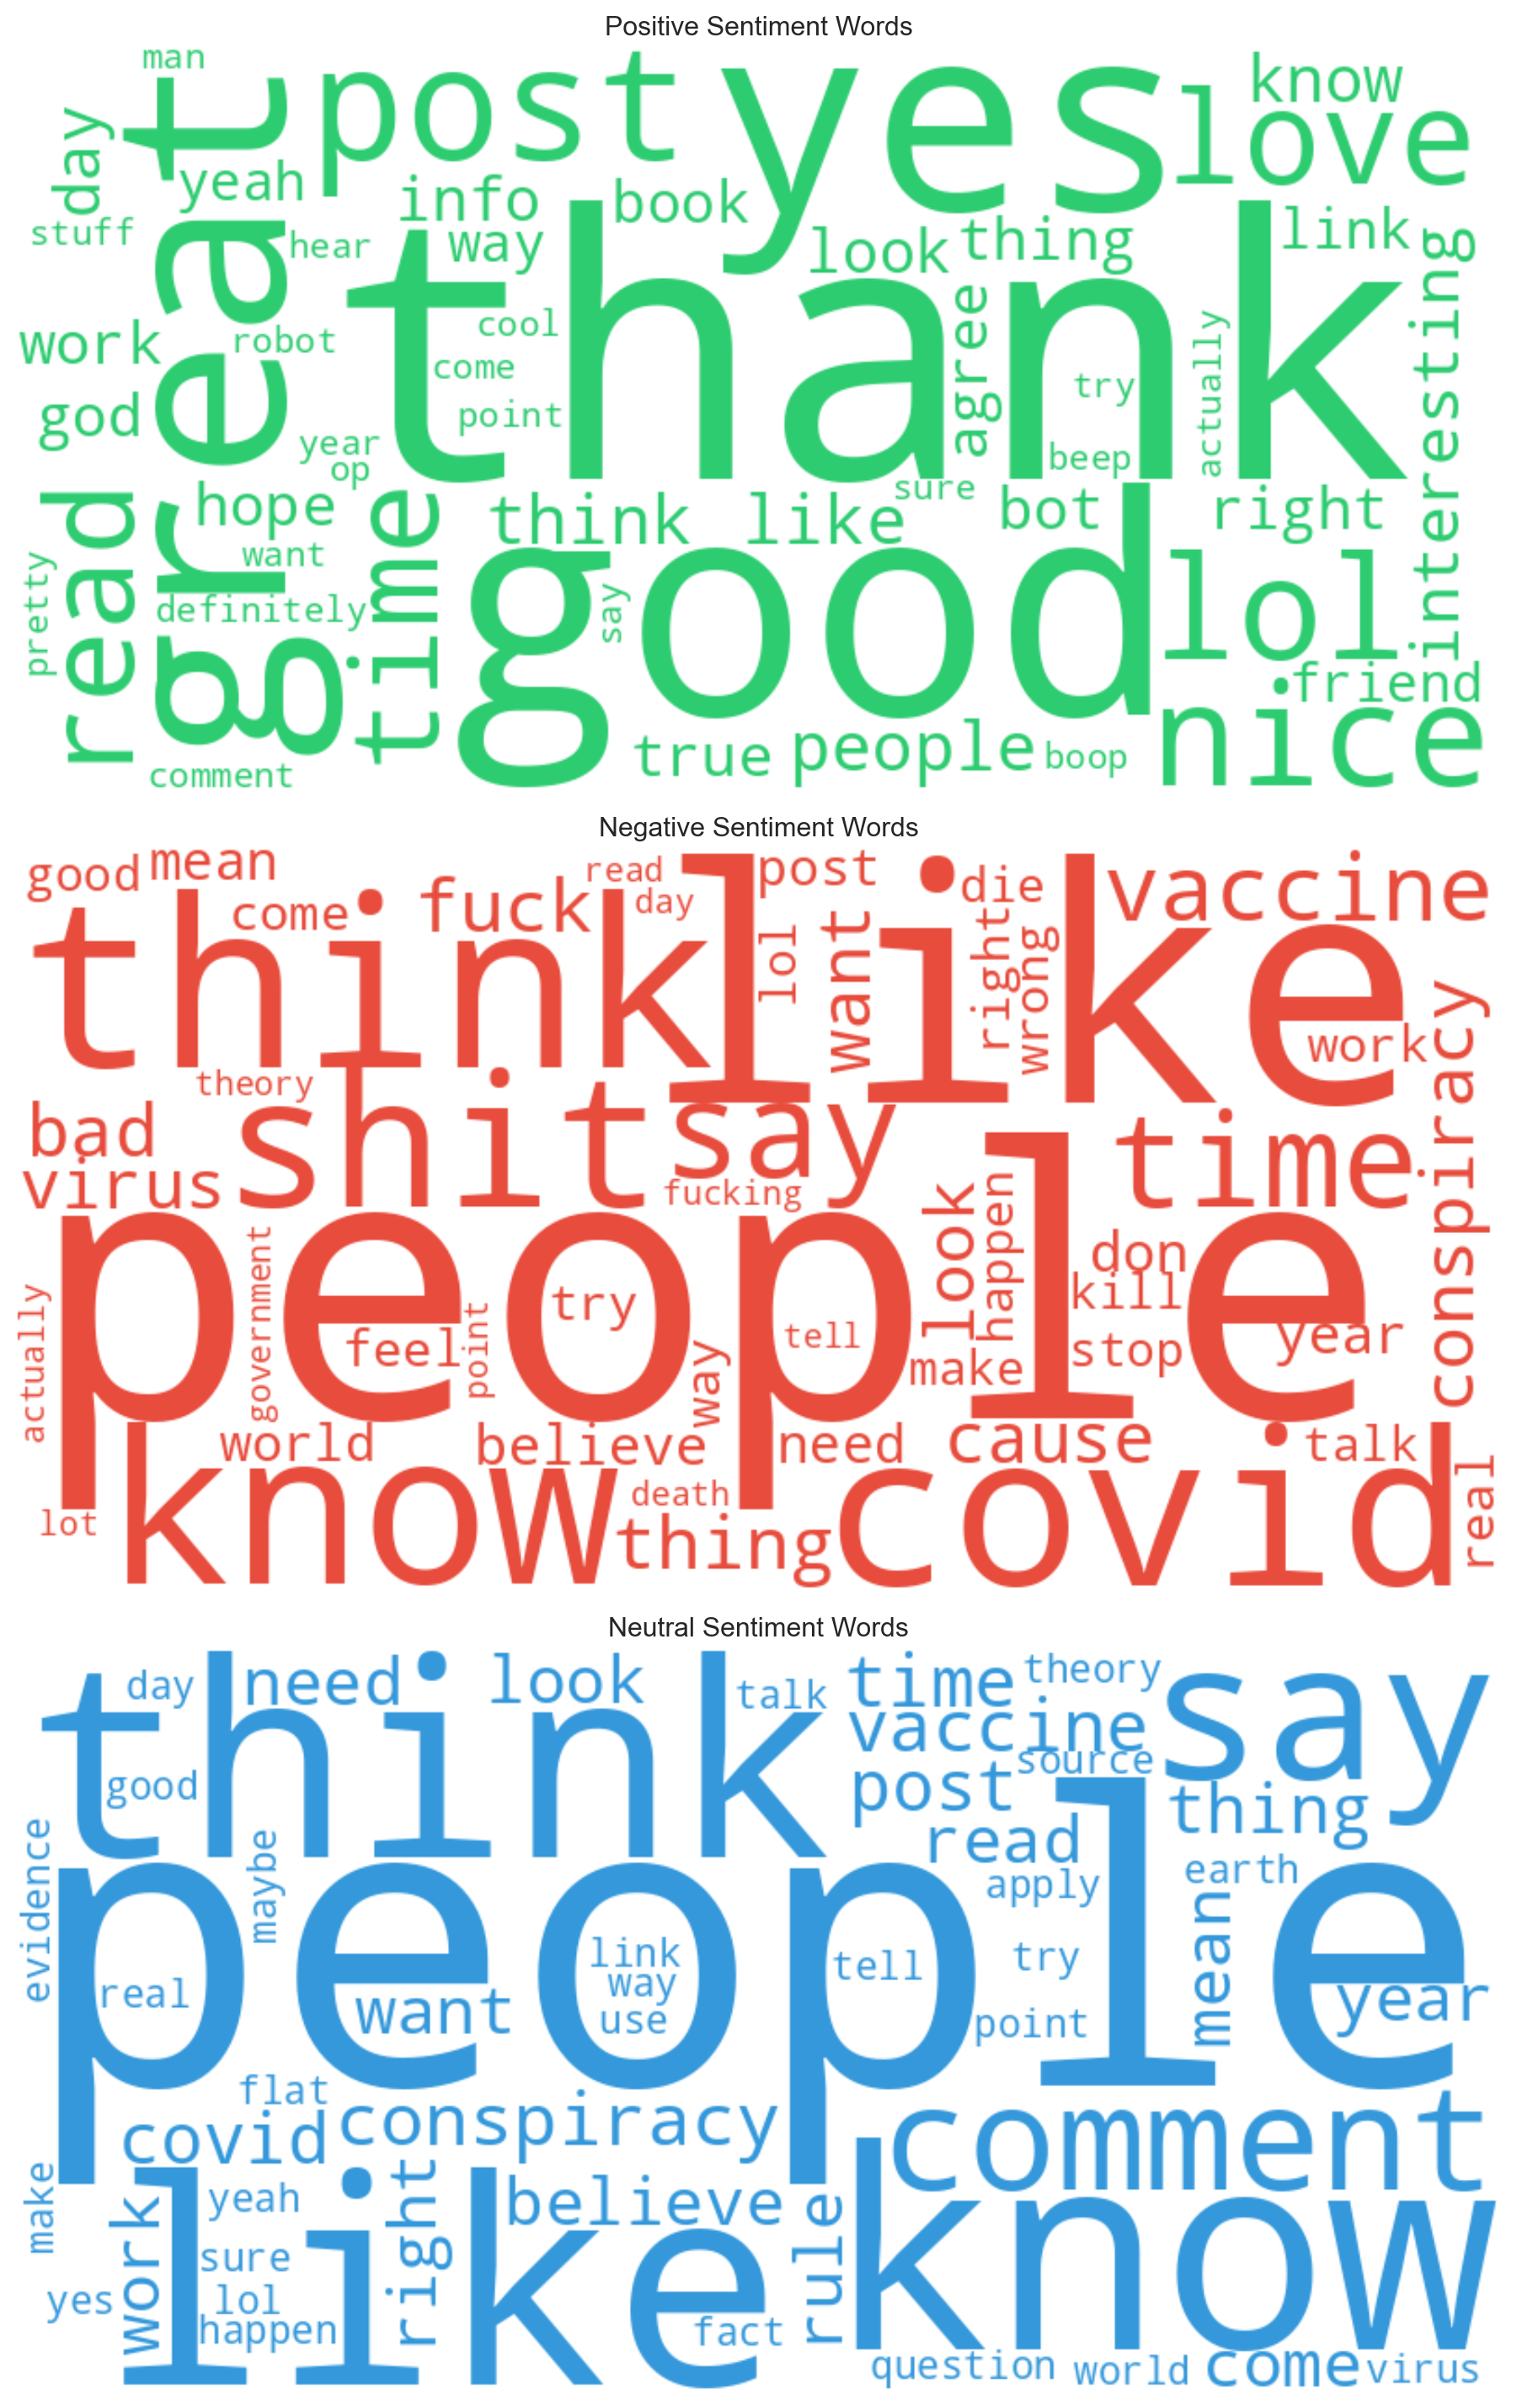 Positive Sentiment Words
man
great
post
yes
know
love
day
yeah
info
book
stuff
hear
way
look
thing
link
thank
work
robot
cool
come
agree
try
actually
interesting
god
point
year
op
beep
read
hope
time
think
like
sure
bot
right
want
pretty
definitely
say
good
lol
friend
nice
true
people
boop
comment
Negative Sentiment Words
good
mean
read
post
die
vaccine
come
fuck
day
think
like
lol
want
right
wrong
work
theory
conspiracy
bad
shit
say
time
virus
fucking
people
look
happen
don
government
kill
actually
try
feel
point
tell
way
make
stop
year
world
believe
need
cause
talk
know
death
covid
real
lot
thing
Neutral Sentiment Words
day
need
look
talk
time
theory
say
think
vaccine
source
good
post
thing
evidence
maybe
read
people
earth
apply
mean
link
real
way
tell
try
want
use
point
year
flat
covid
conspiracy
comment
make
work
like
yeah
right
believe
rule
know
sure
yes
lol
happen
fact
question
world
come
virus